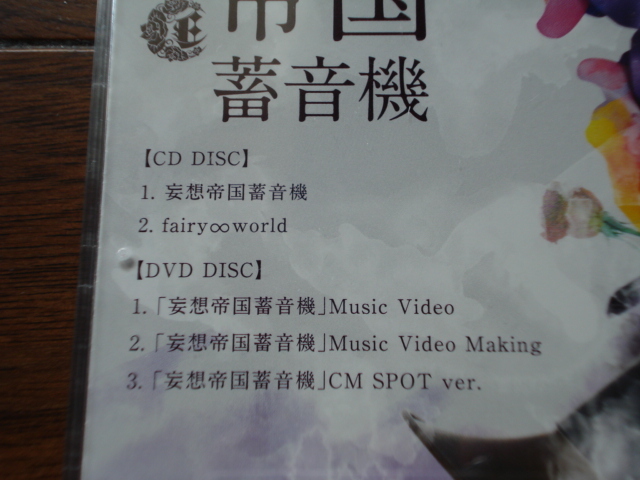 帝国
蓄音機
【CD DISC】
1. 妄想帝国蓄音機
2. fairy∞world
【DVD DISC】
1.「妄想帝国蓄音機」Music Video
2.「妄想帝国蓄音機」Music Video Making
3.「妄想帝国蓄音機」CM SPOT ver.